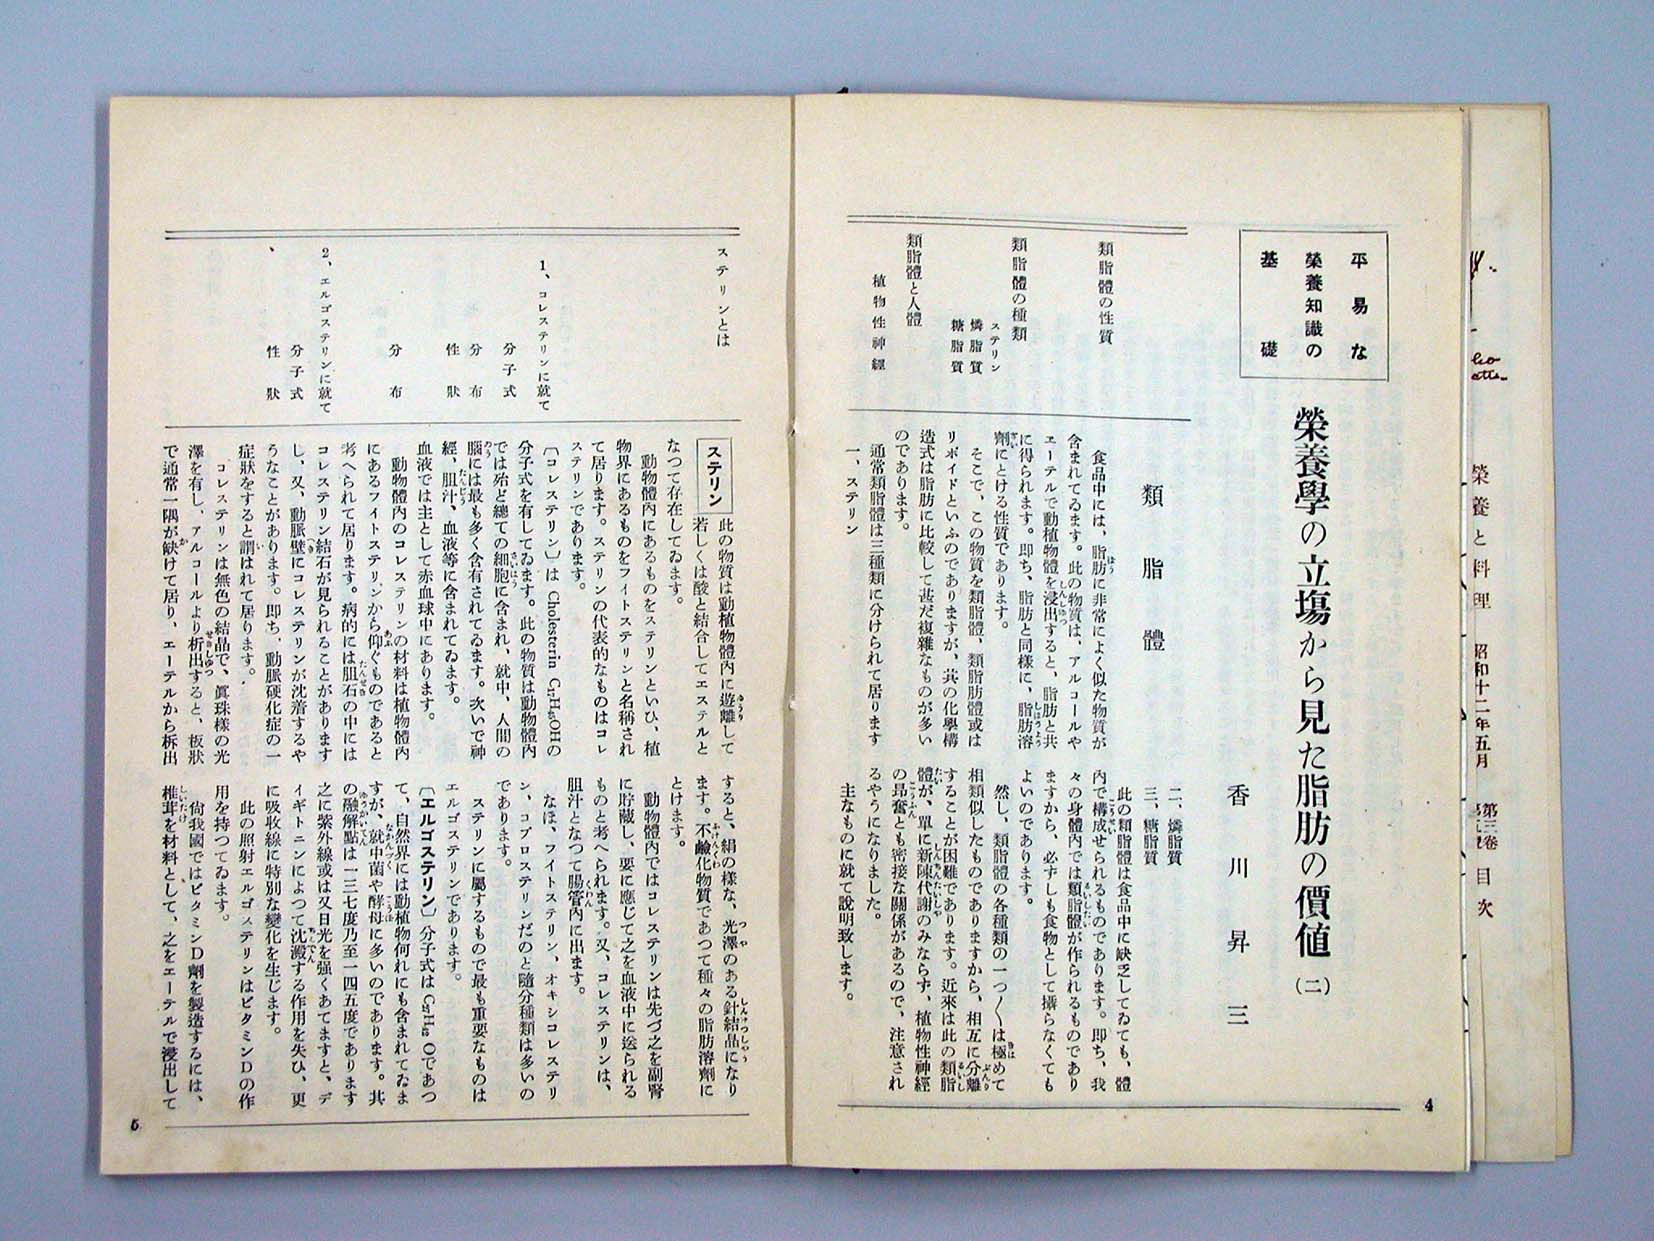 平易な
榮養知識の
基礎
榮養學の立塲から見た脂肪の價値(二)
香川昇三
類脂體の性質
類脂體の種類
ステリン
燐脂質
糖脂質
類脂體と人體
植物性神經
類脂體
食品中には、脂肪に非常によく似た物質が
含まれてゐます。此の物質は、アルコールや
エーテルで動植物體を浸出すると、脂肪と共
に得られます。即ち、脂肪と同樣に、脂肪溶
劑にとける性質であります。
そこで、この物質を類脂體、類脂肪體或は
リポイドといふのでありますが、其の化學構
造式は脂肪に比較して甚だ複雜なものが多い
のであります。
通常類脂體は三種類に分けられて居ります
一、ステリン
二、燐脂質
三、糖脂質
此の類脂體は食品中に缺乏してゐても、體
內で構成せられるものであります。即ち、我
々の身體內では類脂體が作られるものであり
ますから、必ずしも食物として攝らなくても
よいのであります。
然し、類脂體の各種類の一つ〱は極めて
相類似したものでありますから、相互に分離
することが困難であります。近來は此の類脂
體が、單に新陳代謝のみならず、植物性神經
の昂奮とも密接な關係があるので、注意され
るやうになりました。
主なものに就て說明致します。
4
榮養と料理 昭和十二年五月 第三卷 目次
ステリンとは
1、コレステリンに就て
分子式
分布
性狀
分布
2、エルゴステリンに就て
分子式
性狀
ステリン
此の物質は動植物體內に遊離して
若しくは酸と結合してエステルと
なつて存在してゐます。
動物體內にあるものをステリンといひ、植
物界にあるものをフイトステリンと名稱され
て居ります。ステリンの代表的なものはコレ
ステリンであります。
〔コレステリン〕は Cholesterin C₂₇H₄₅OHの
分子式を有してゐます。此の物質は動物體內
では殆ど總ての細胞に含まれ、就中、人間の
腦には最も多く含有されてゐます。次いで神
經、胆汁、血液等に含まれてゐます。
血液では主として赤血球中にあります。
動物體內のコレステリンの材料は植物體內
にあるフイトステリンから仰ぐものであると
考へられて居ります。病的には胆石の中には
コレステリン結石が見られることがあります
し、又、動脈壁にコレステリンが沈着するや
うなことがあります。即ち、動脈硬化症の一
症狀をすると謂はれて居ります。
コレステリンは無色の結晶で、眞珠樣の光
澤を有し、アルコールより析出すると、板狀
で通常一隅が缺けて居り、エーテルから析出
すると、絹の樣な、光澤のある針結晶になり
ます。不鹼化物質であつて種々の脂肪溶劑に
とけます。
動物體內ではコレステリンは先づ之を副腎
に貯藏し、要に應じて之を血液中に送られる
ものと考へられます。又、コレステリンは、
胆汁となつて腸管內に出ます。
なほ、フイトステリン、オキシコレステリ
ン、コプロステリンだのと隨分種類は多いの
であります。
ステリンに屬するもので最も重要なものは
エルゴステリンであります。
〔エルゴステリン〕分子式は C₂₇H₄₂ Oであつ
て、自然界には動植物何れにも含まれてゐま
すが、就中菌や酵母に多いのであります。其
の融解點は一三七度乃至一四五度であります
之に紫外線或は又日光を强くあてますと、デ
イギトニンによつて沈澱する作用を失ひ、更
に吸收線に特別な變化を生じます。
此の照射エルゴステリンはビタミンDの作
用を持つてゐます。
尙我國ではビタミンD劑を製造するには、
椎茸を材料として、之をエーテルで浸出して
5